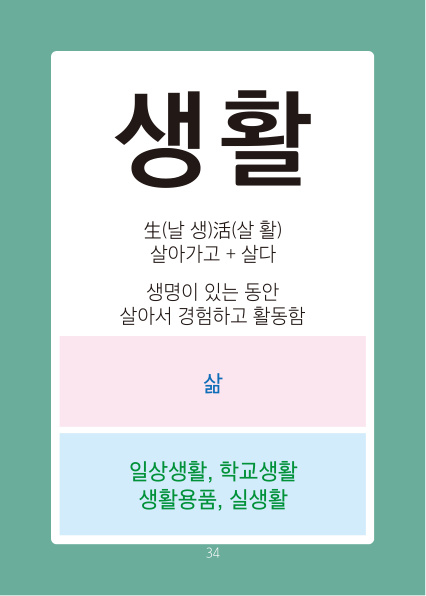 생활
生(날 생)活(살 활)
살아가고 + 살다
생명이 있는 동안
살아서 경험하고 활동함
삶
일상생활, 학교생활
생활용품, 실생활
34